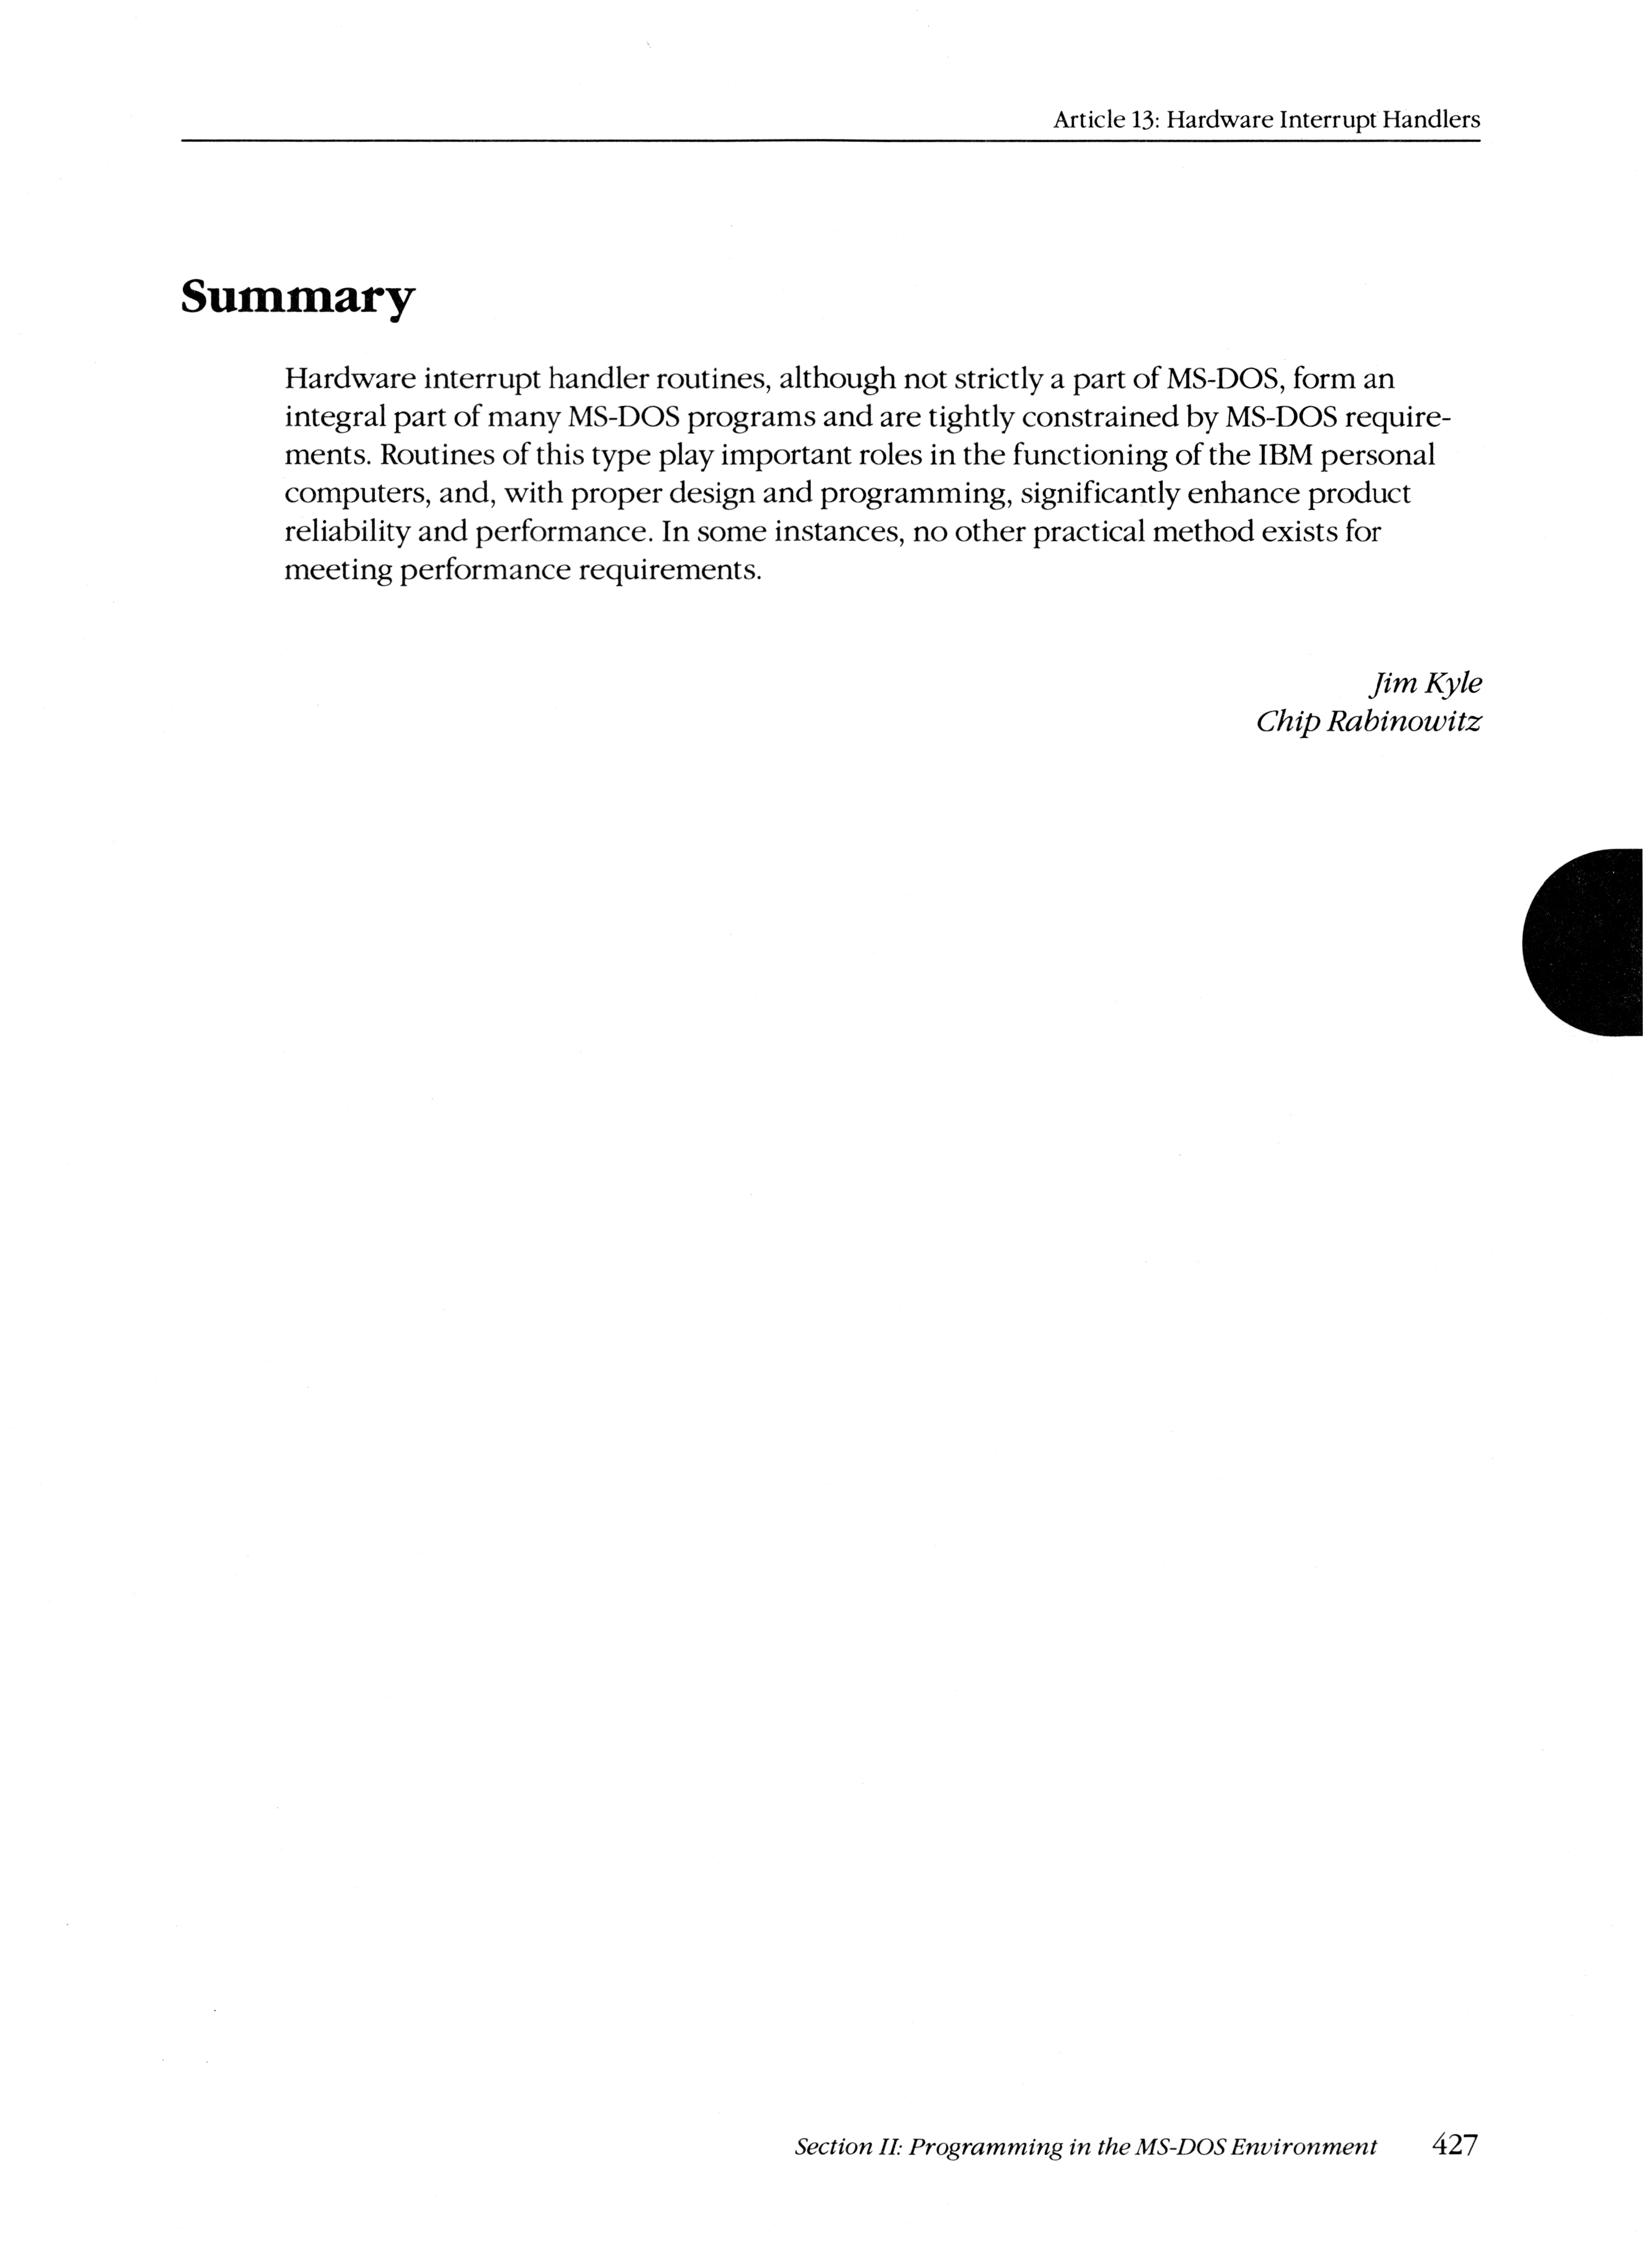 Article 13: Hardware Interrupt Handlers
Summary
Hardware interrupt handler routines, although not strictly a part of MS-DOS, form an
integral part of many MS-DOS programs and are tightly constrained by MS-DOS require-
ments. Routines of this type play important roles in the functioning of the IBM personal
computers, and, with proper design and programming, significantly enhance product
reliability and performance. In some instances, no other practical method exists for
meeting performance requirements.
Jim Kyle
Chip Rabinowitz
Section II: Programming in the MS-DOS Environment 427